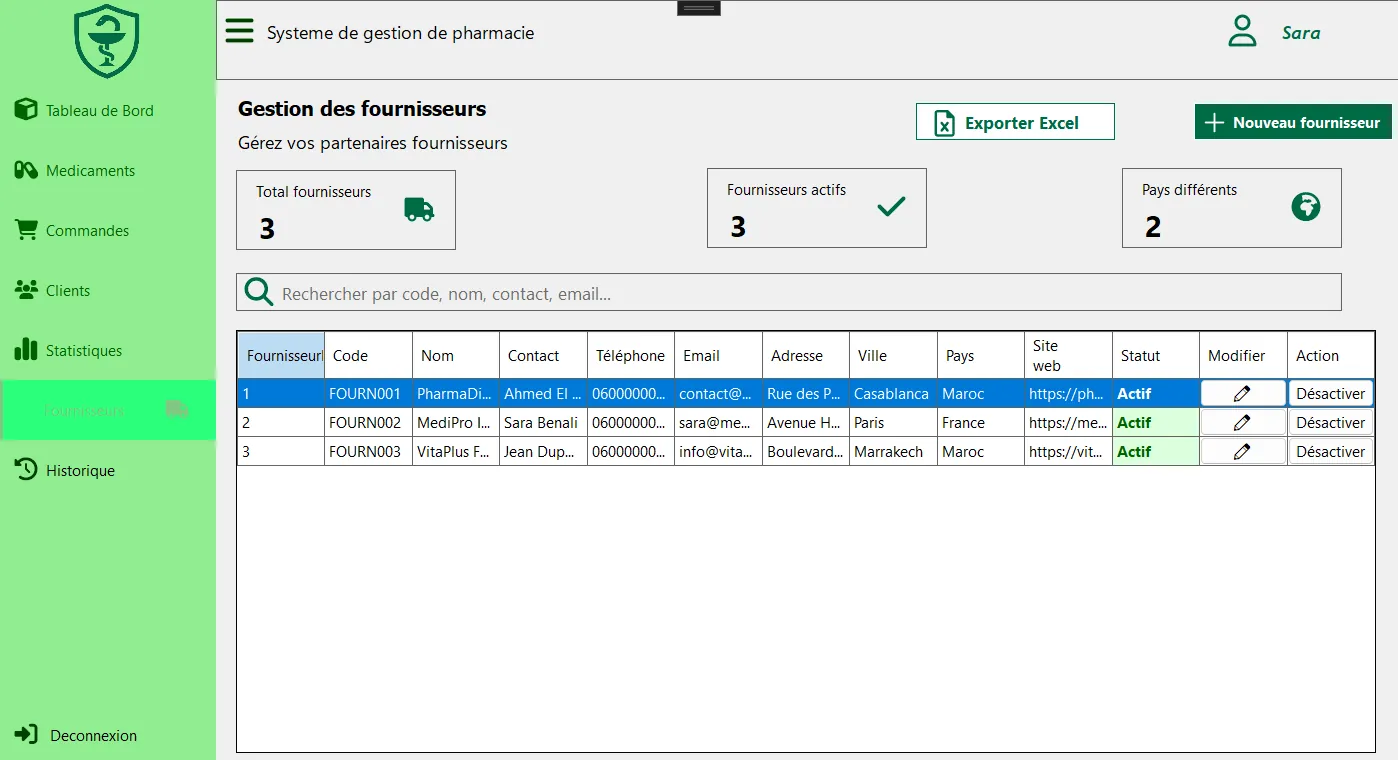 Systeme de gestion de pharmacie
Sara
Tableau de Bord
Medicaments
Commandes
Clients
Statistiques
Fournisseurs
Historique
Deconnexion
Gestion des fournisseurs
Gérez vos partenaires fournisseurs
Exporter Excel
Nouveau fournisseur
Total fournisseurs
3
Fournisseurs actifs
3
Pays différents
2
Rechercher par code, nom, contact, email...
FournisseurI Code Nom Contact Téléphone Email Adresse Ville Pays Site web Statut Modifier Action
1 FOURN001 PharmaDi... Ahmed El ... 06000000... contact@... Rue des P... Casablanca Maroc https://ph... Actif Désactiver
2 FOURN002 MediPro I... Sara Benali 06000000... sara@me... Avenue H... Paris France https://me... Actif Désactiver
3 FOURN003 VitaPlus F... Jean Dup... 06000000... info@vita... Boulevard... Marrakech Maroc https://vit... Actif Désactiver